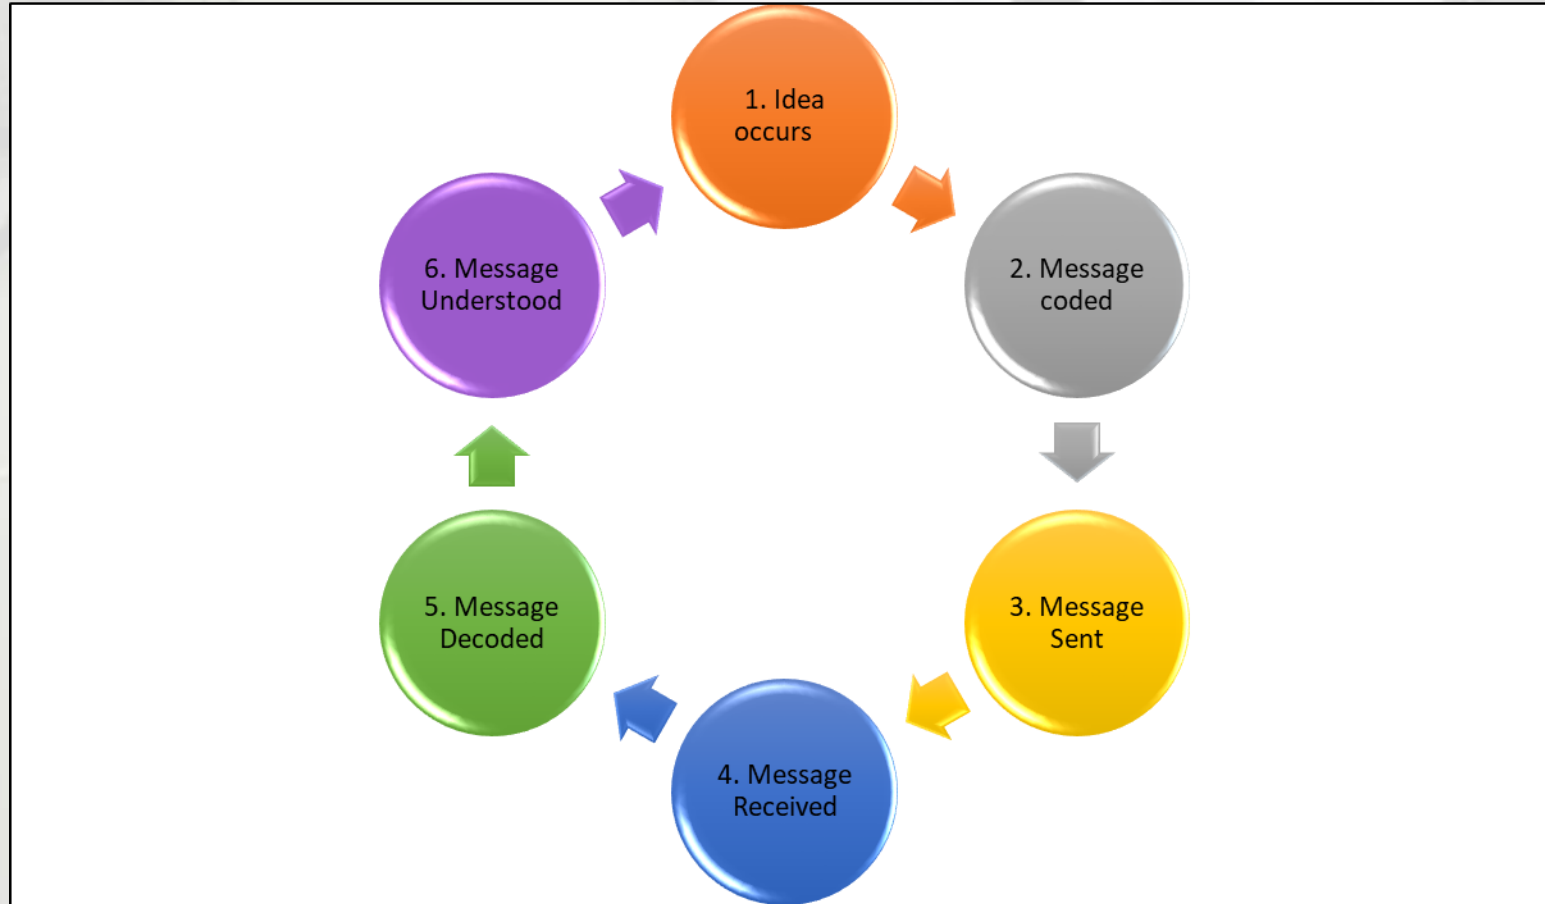 1. Idea
occurs
2. Message
coded
3. Message
Sent
4. Message
Received
5. Message
Decoded
6. Message
Understood